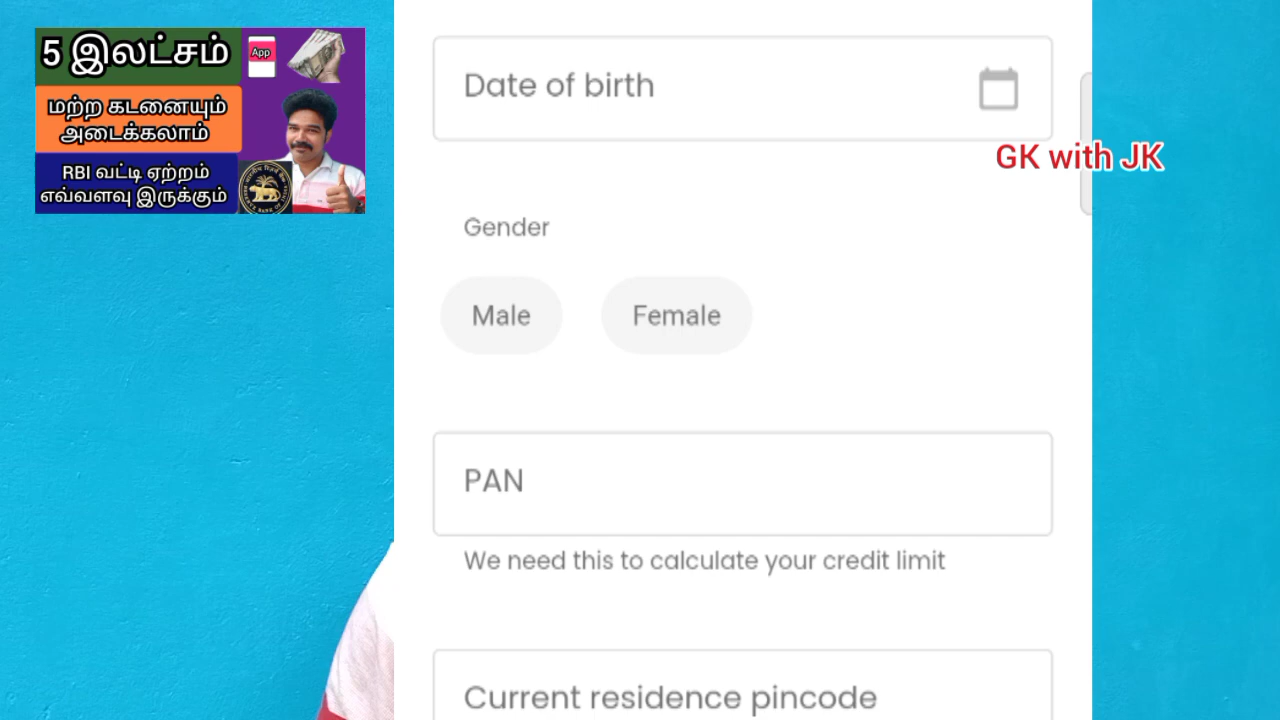 5 இலட்சம்
App
மற்ற கடனையும்
அடைக்கலாம்
RBI வட்டி ஏற்றம்
எவ்வளவு இருக்கும்
Date of birth
GK with JK
Gender
Male
Female
PAN
We need this to calculate your credit limit
Current residence pincode